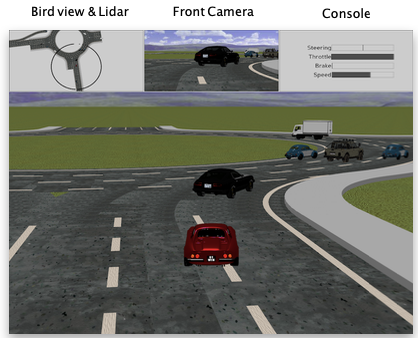 Bird view & Lidar
Front Camera
Console
Steering
Throttle
Brake
Speed